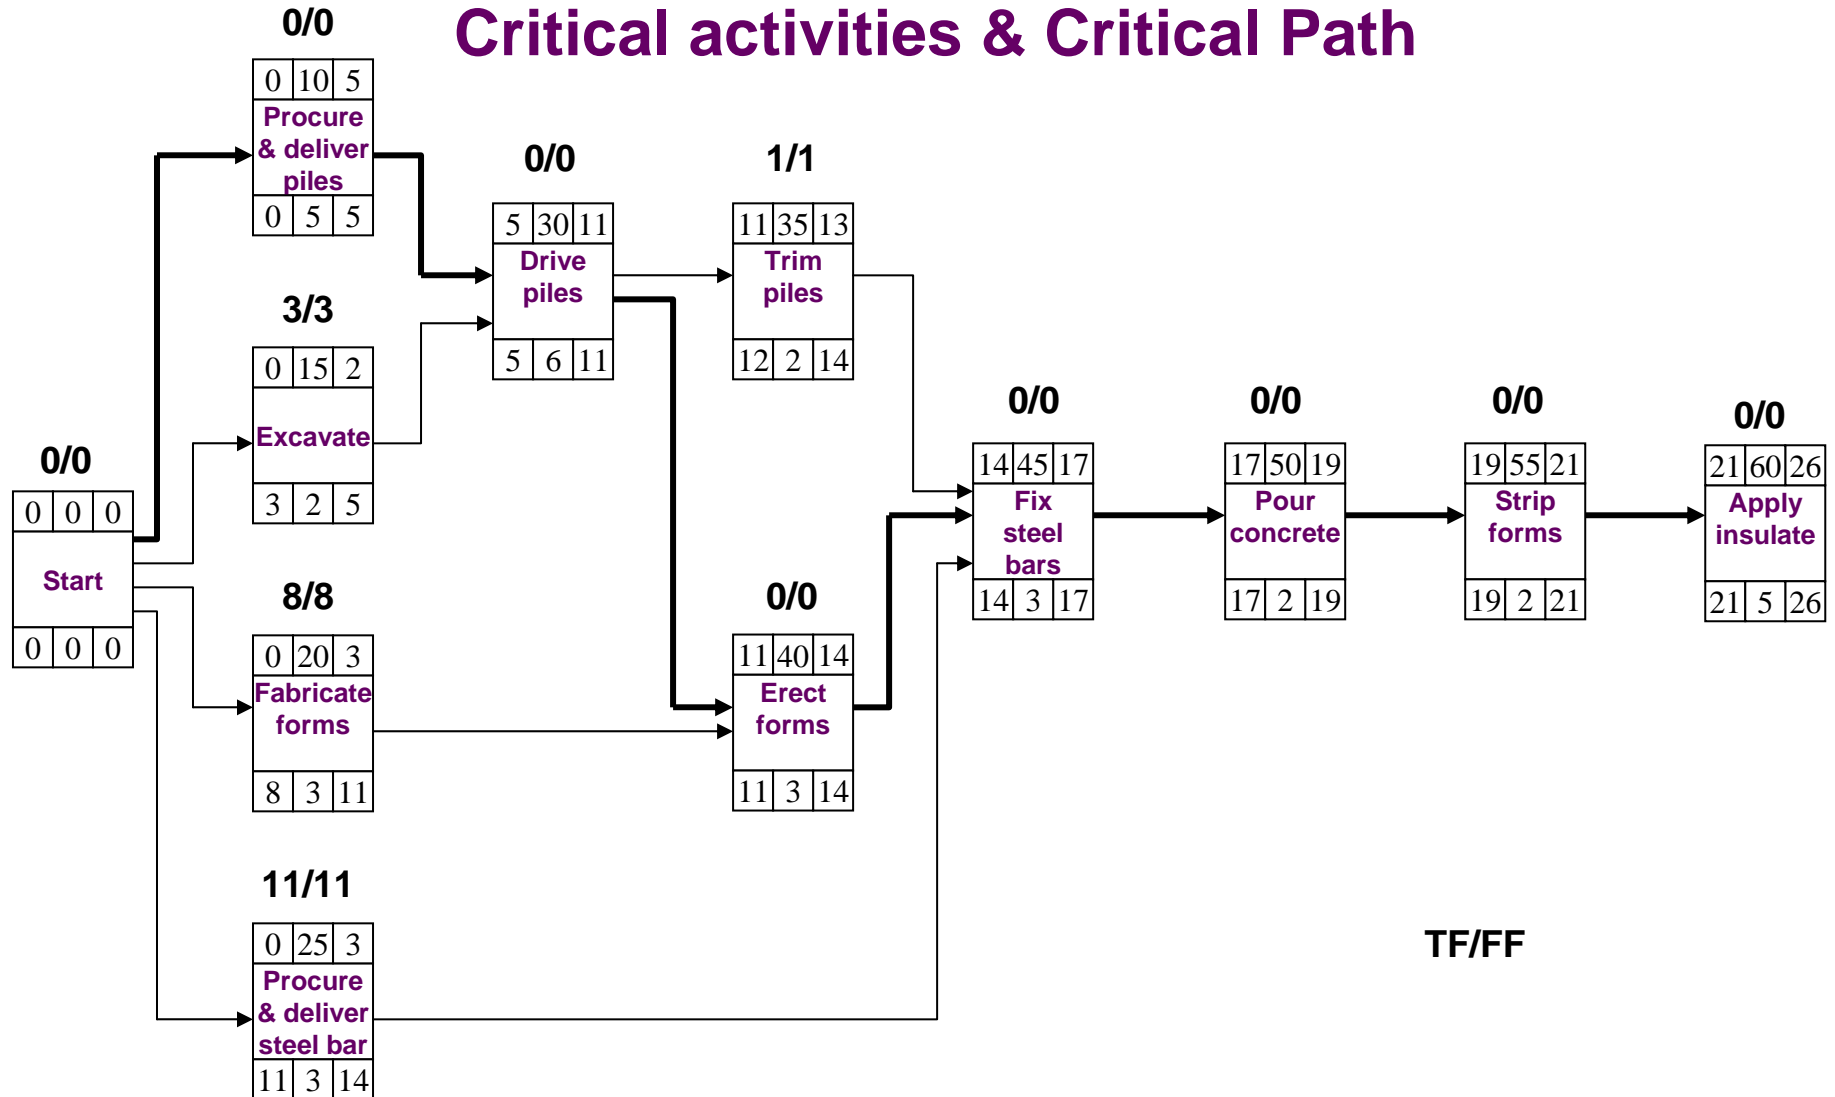 Critical activities & Critical Path
0/0
0 10 5
Procure
& deliver
piles
0 5 5
3/3
0 15 2
Excavate
3 2 5
0/0
0 0 0
Start
0 0 0
8/8
0 20 3
Fabricate
forms
8 3 11
11/11
0 25 3
Procure
& deliver
steel bar
11 3 14
0/0
5 30 11
Drive
piles
5 6 11
1/1
11 35 13
Trim
piles
12 2 14
0/0
11 40 14
Erect
forms
11 3 14
0/0
14 45 17
Fix
steel
bars
14 3 17
0/0
17 50 19
Pour
concrete
17 2 19
0/0
19 55 21
Strip
forms
19 2 21
0/0
21 60 26
Apply
insulate
21 5 26
TF/FF